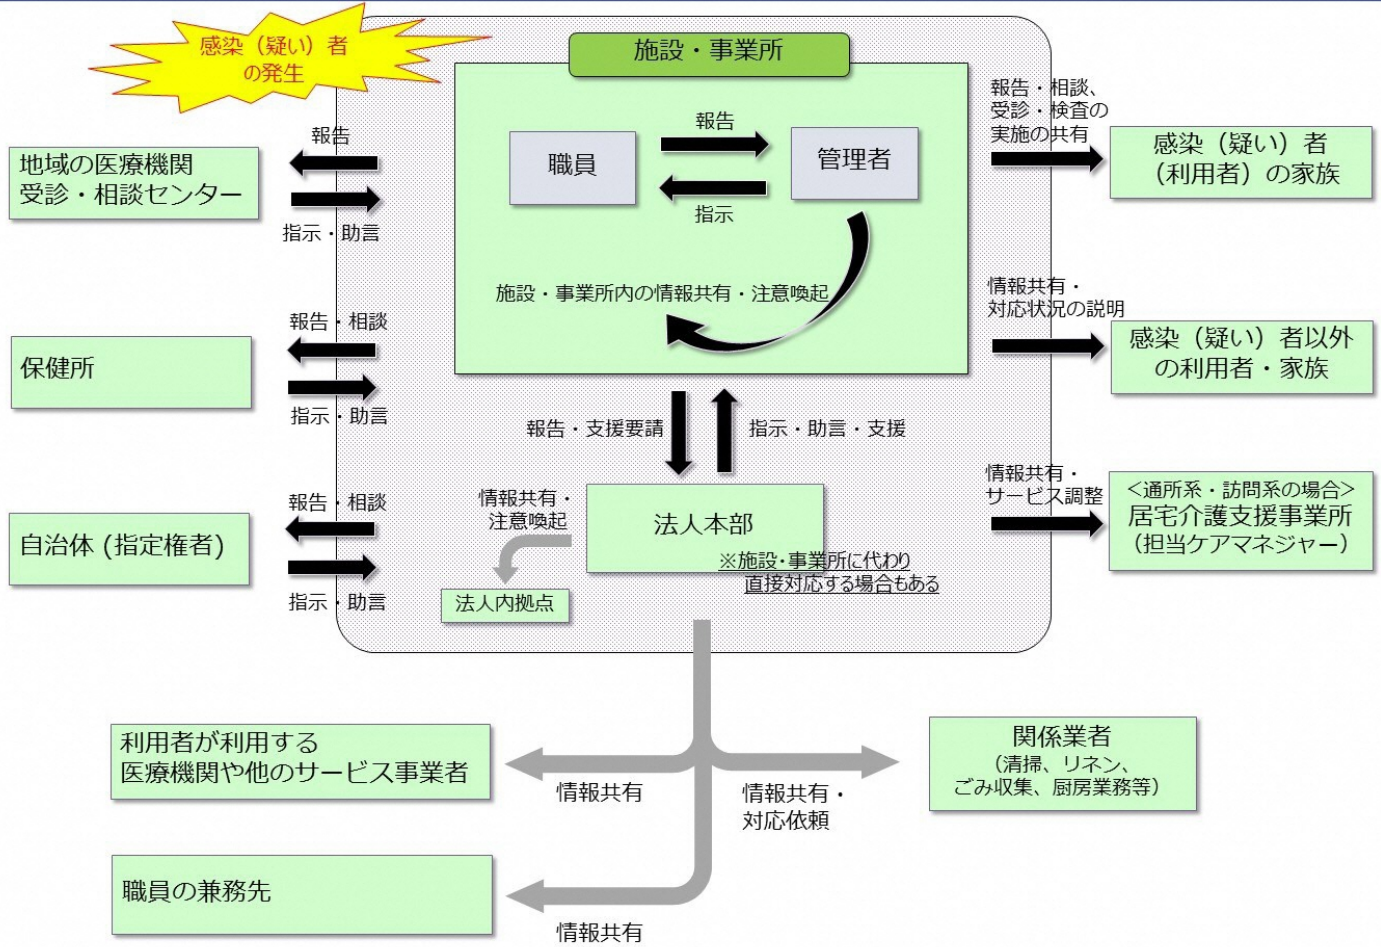 感染（疑い）者
の発生
施設・事業所
報告
職員
管理者
指示
施設・事業所内の情報共有・注意喚起
報告
地域の医療機関
受診・相談センター
指示・助言
報告・相談
保健所
指示・助言
報告・相談
自治体 (指定権者)
指示・助言
報告・相談、
受診・検査の
実施の共有
感染（疑い）者
（利用者）の家族
情報共有・
対応状況の説明
感染（疑い）者以外
の利用者・家族
情報共有・
サービス調整
＜通所系・訪問系の場合＞
居宅介護支援事業所
（担当ケアマネジャー）
報告・支援要請
指示・助言・支援
情報共有・
注意喚起
法人本部
※施設・事業所に代わり
直接対応する場合もある
法人内拠点
利用者が利用する
医療機関や他のサービス事業者
情報共有
情報共有・
対応依頼
関係業者
（清掃、リネン、
ごみ収集、厨房業務等）
職員の兼務先
情報共有